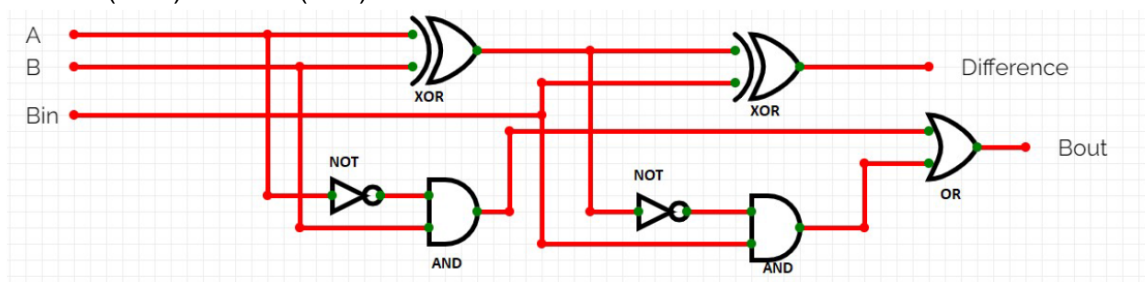 A
B
Bin
XOR
XOR
Difference
NOT
NOT
AND
AND
OR
Bout